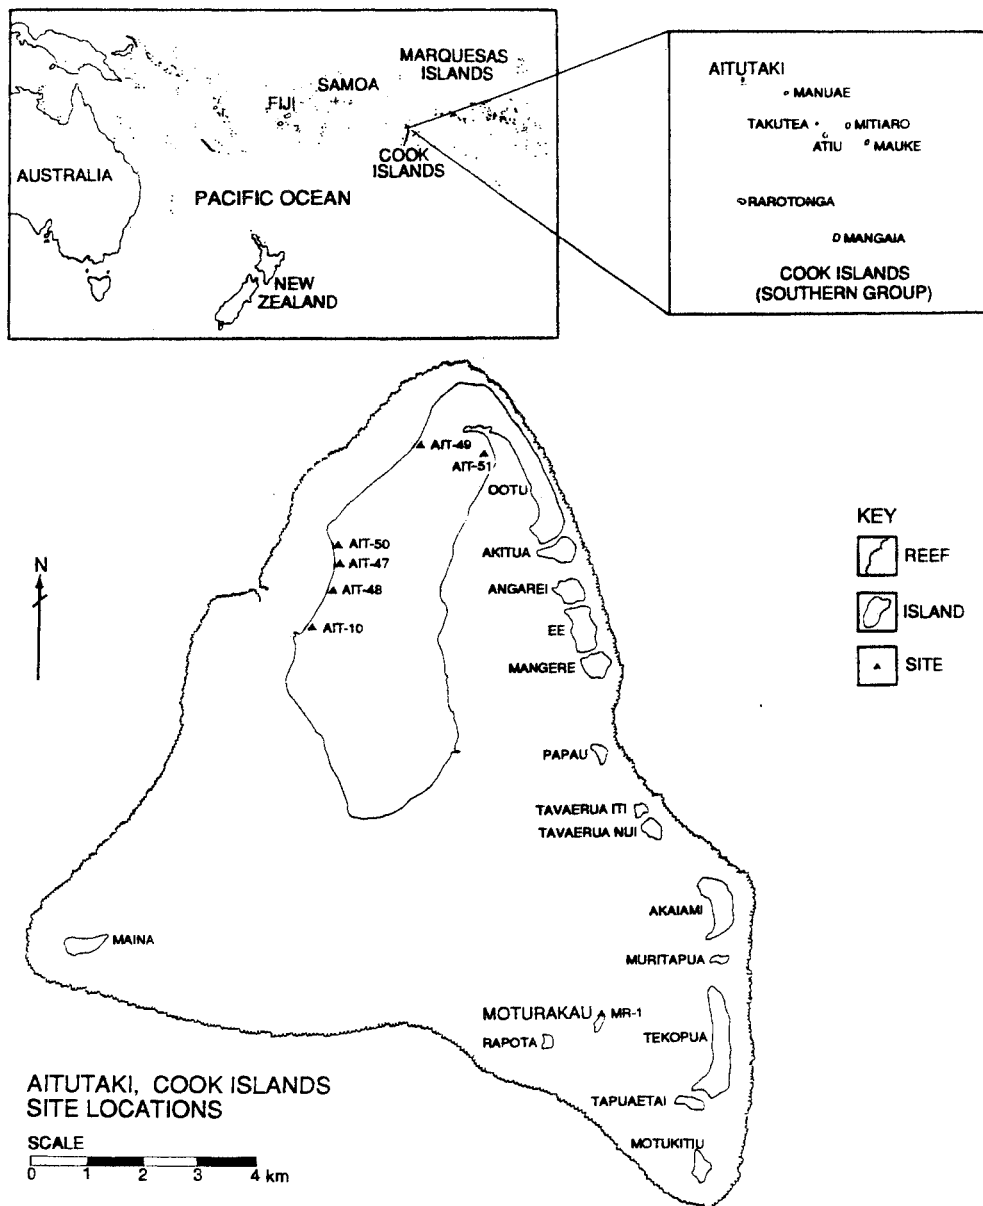 MARQUESAS
ISLANDS
SAMOA
FIJI
COOK
ISLANDS
AUSTRALIA
PACIFIC OCEAN
NEW
ZEALAND
AITUTAKI
MANUAE
TAKUTEA
MITIARO
ATIU
MAUKE
RAROTONGA
MANGAIA
COOK ISLANDS
(SOUTHERN GROUP)
AIT-49
AIT-51
OOTU
AIT-50
AKITUA
AIT-47
AIT-48
ANGAREI
AIT-10
EE
MANGERE
PAPAU
TAVAERUA ITI
TAVAERUA NUI
AKAIAMI
MAINA
MURITAPUA
MOTURAKAU
MR-1
RAPOTA
TEKOPUA
TAPUAETAI
MOTUKITIU
N
KEY
REEF
ISLAND
SITE
AITUTAKI, COOK ISLANDS
SITE LOCATIONS
SCALE
0 1 2 3 4 km